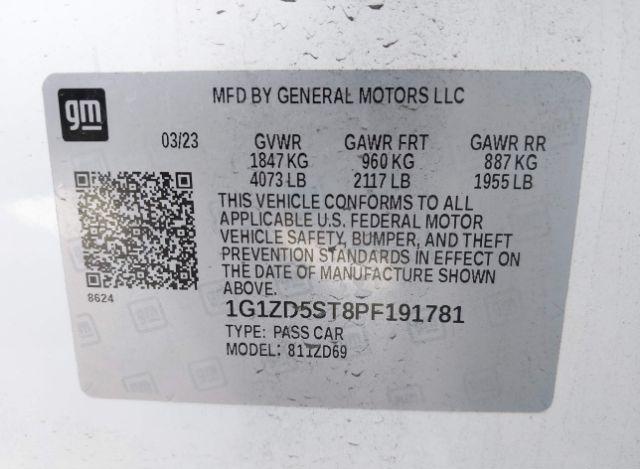 gm
MFD BY GENERAL MOTORS LLC
03/23 GVWR GAWR FRT GAWR RR
1847 KG 960 KG 887 KG
4073 LB 2117 LB 1955 LB
THIS VEHICLE CONFORMS TO ALL
APPLICABLE U.S. FEDERAL MOTOR
VEHICLE SAFETY, BUMPER, AND THEFT
PREVENTION STANDARDS IN EFFECT ON
THE DATE OF MANUFACTURE SHOWN
ABOVE.
8624
1G1ZD5ST8PF191781
TYPE: PASS CAR
MODEL: 811ZD69